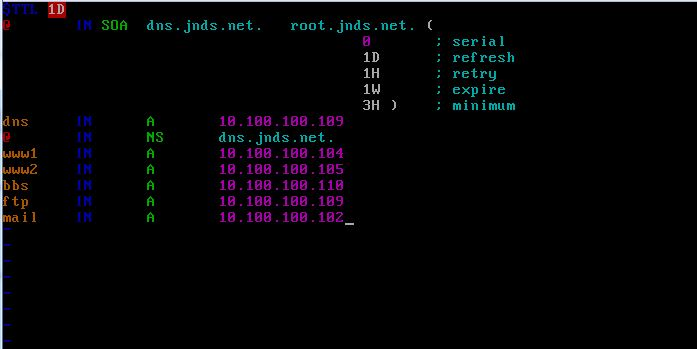 $TTL 1D
@ IN SOA dns.jnds.net. root.jnds.net. (
0 ; serial
1D ; refresh
1H ; retry
1W ; expire
3H ) ; minimum
dns IN A 10.100.100.109
@ IN NS dns.jnds.net.
www1 IN A 10.100.100.104
www2 IN A 10.100.100.105
bbs IN A 10.100.100.110
ftp IN A 10.100.100.109
mail IN A 10.100.100.102_
~
~
~
~
~
~
~
~